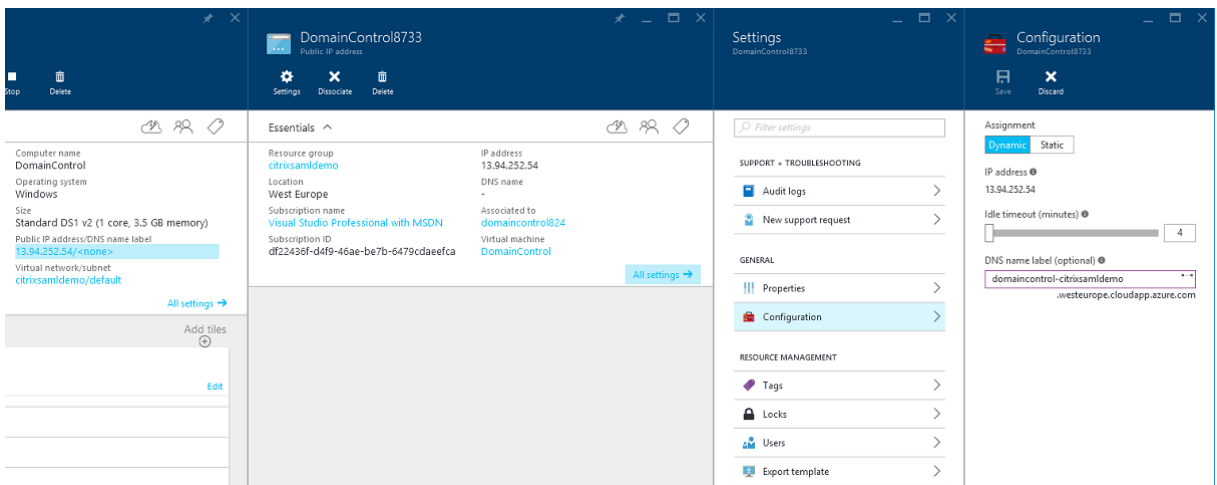 Stop
Delete
Computer name
DomainControl
Operating system
Windows
Size
Standard DS1 v2 (1 core, 3.5 GB memory)
Public IP address/DNS name label
13.94.252.54/<none>
Virtual network/subnet
citrixsamldemo/default
All settings →
Add tiles
Edit
DomainControl8733
Public IP address
Settings
Dissociate
Delete
Essentials
Resource group
citrixsamldemo
Location
West Europe
Subscription name
Visual Studio Professional with MSDN
Subscription ID
df22436f-d4f9-46ae-be7b-6479cdaeefca
IP address
13.94.252.54
DNS name
-
Associated to
domaincontrol824
Virtual machine
DomainControl
All settings →
Settings
DomainControl8733
Filter settings
SUPPORT + TROUBLESHOOTING
Audit logs
New support request
GENERAL
Properties
Configuration
RESOURCE MANAGEMENT
Tags
Locks
Users
Export template
Configuration
DomainControl8733
Save
Discard
Assignment
Dynamic Static
IP address
13.94.252.54
Idle timeout (minutes)
4
DNS name label (optional)
domaincontrol-citrixsamldemo
.westeurope.cloudapp.azure.com